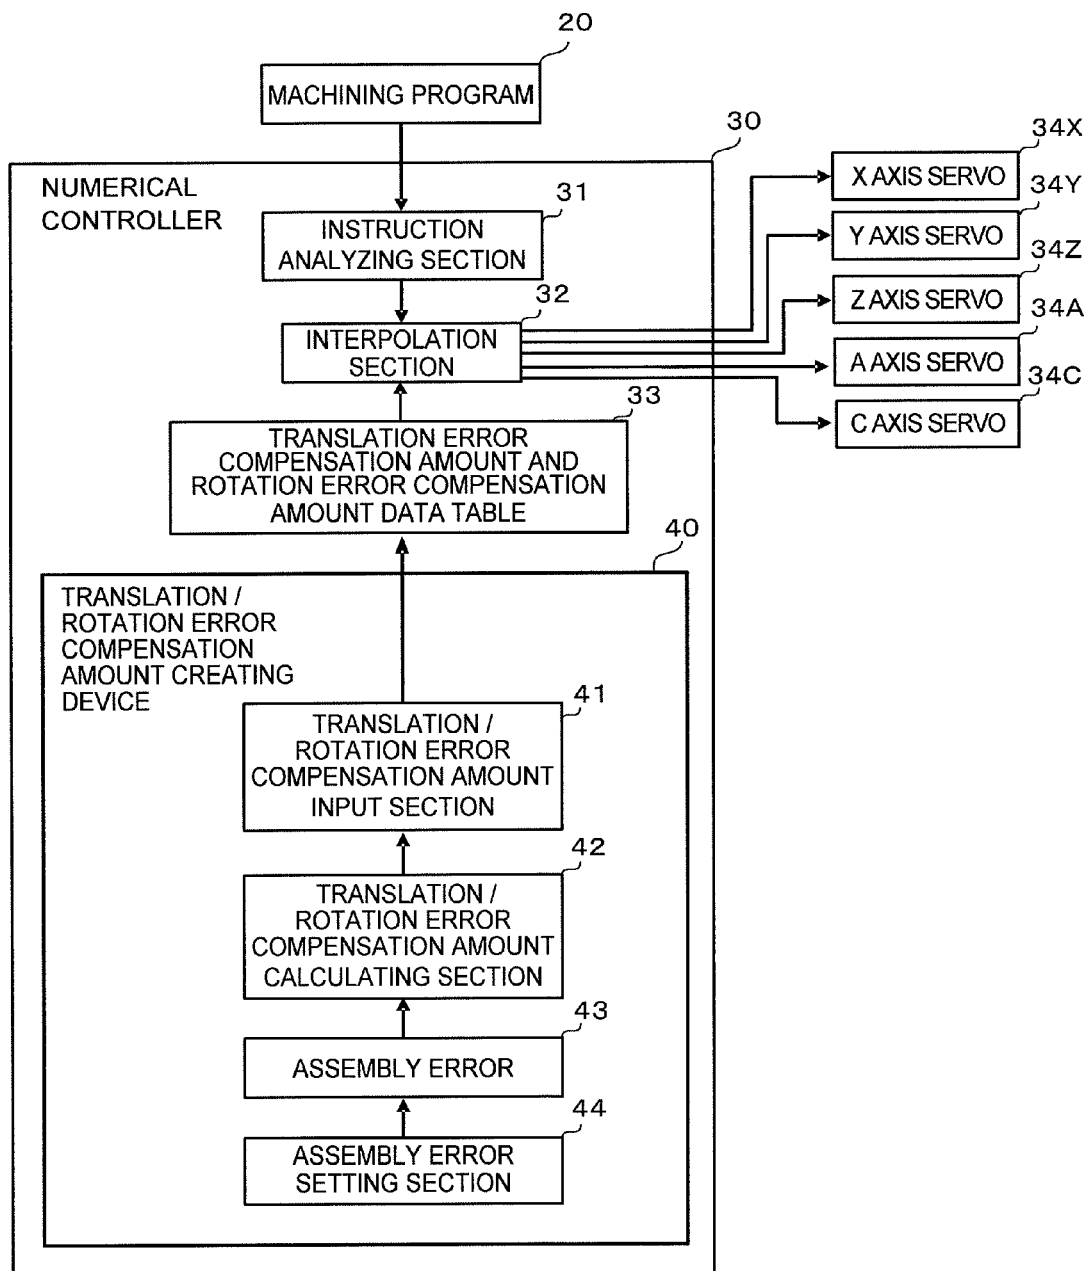 20
MACHINING PROGRAM
30
NUMERICAL
CONTROLLER
31
INSTRUCTION
ANALYZING SECTION
32
INTERPOLATION
SECTION
34X
X AXIS SERVO
34Y
Y AXIS SERVO
34Z
Z AXIS SERVO
34A
A AXIS SERVO
34C
C AXIS SERVO
33
TRANSLATION ERROR
COMPENSATION AMOUNT AND
ROTATION ERROR COMPENSATION
AMOUNT DATA TABLE
40
TRANSLATION /
ROTATION ERROR
COMPENSATION
AMOUNT CREATING
DEVICE
41
TRANSLATION /
ROTATION ERROR
COMPENSATION AMOUNT
INPUT SECTION
42
TRANSLATION /
ROTATION ERROR
COMPENSATION AMOUNT
CALCULATING SECTION
43
ASSEMBLY ERROR
44
ASSEMBLY ERROR
SETTING SECTION